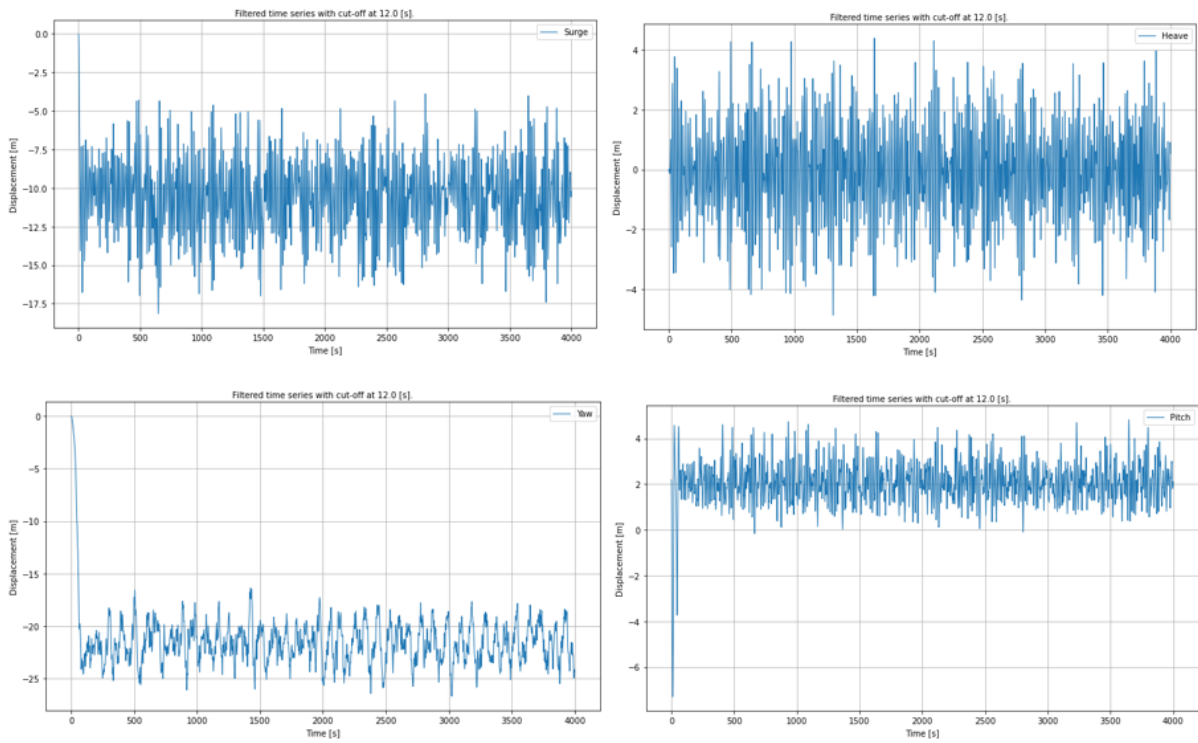 Filtered time series with cut-off at 12.0 [s].
Surge
0.0
−2.5
−5.0
−7.5
−10.0
−12.5
−15.0
−17.5
Displacement [m]
0 500 1000 1500 2000 2500 3000 3500 4000
Time [s]
Filtered time series with cut-off at 12.0 [s].
Heave
4
2
0
−2
−4
Displacement [m]
0 500 1000 1500 2000 2500 3000 3500 4000
Time [s]
Filtered time series with cut-off at 12.0 [s].
Yaw
0
−5
−10
−15
−20
−25
Displacement [m]
0 500 1000 1500 2000 2500 3000 3500 4000
Time [s]
Filtered time series with cut-off at 12.0 [s].
Pitch
4
2
0
−2
−4
−6
Displacement [m]
0 500 1000 1500 2000 2500 3000 3500 4000
Time [s]